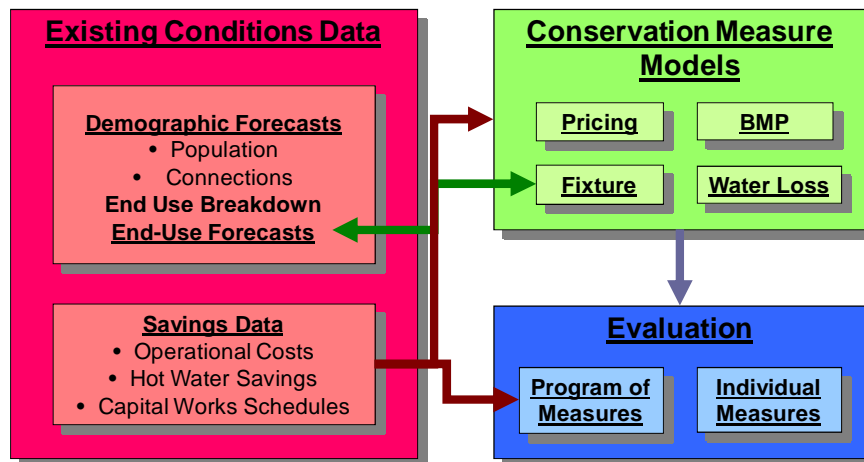 Existing Conditions Data
Demographic Forecasts
• Population
• Connections
End Use Breakdown
End-Use Forecasts
Savings Data
• Operational Costs
• Hot Water Savings
• Capital Works Schedules
Conservation Measure
Models
Pricing
BMP
Fixture
Water Loss
Evaluation
Program of
Measures
Individual
Measures